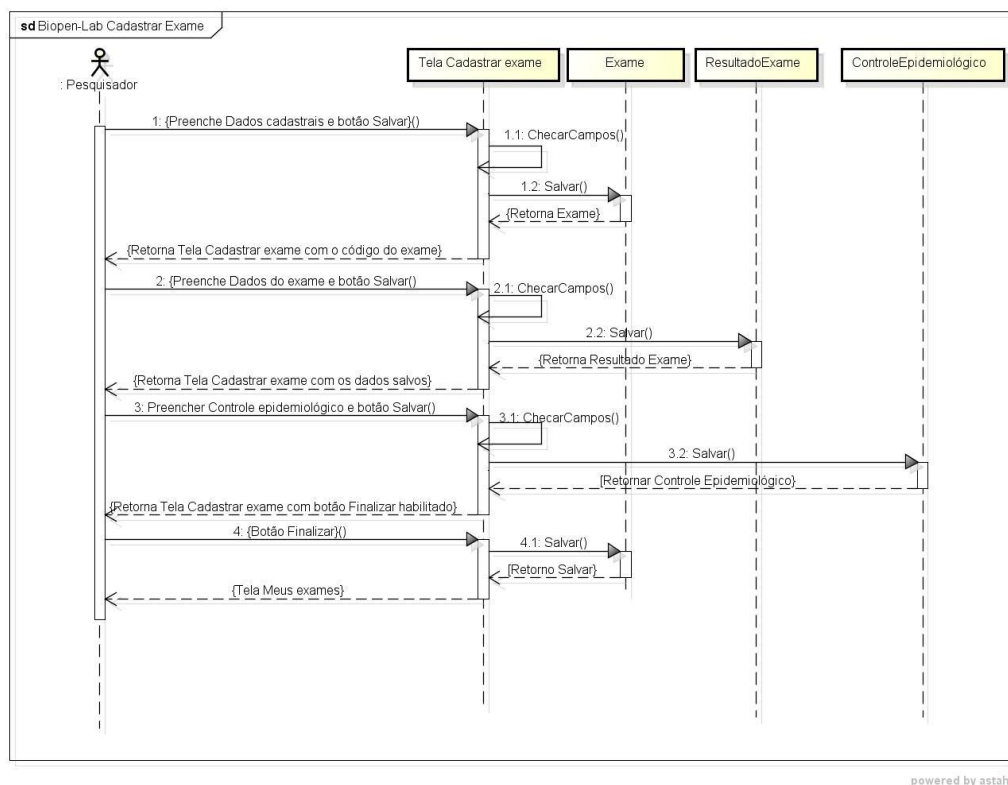 sd Biopen-Lab Cadastrar Exame
: Pesquisador
Tela Cadastrar exame
Exame
ResultadoExame
ControleEpidemiológico
1: {Preenche Dados cadastrais e botão Salvar}()
1.1: ChecarCampos()
1.2: Salvar()
{Retorna Exame}
{Retorna Tela Cadastrar exame com o código do exame}
2: {Preenche Dados do exame e botão Salvar()
2.1: ChecarCampos()
2.2: Salvar()
{Retorna Resultado Exame}
{Retorna Tela Cadastrar exame com os dados salvos}
3: Preencher Controle epidemiológico e botão Salvar()
3.1: ChecarCampos()
3.2: Salvar()
[Retornar Controle Epidemiológico}
{Retorna Tela Cadastrar exame com botão Finalizar habilitado}
4: {Botão Finalizar}()
4.1: Salvar()
[Retorno Salvar}
{Tela Meus exames}
powered by astah